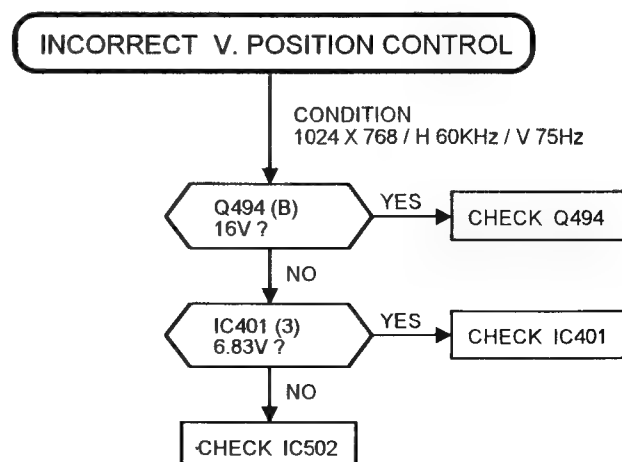 INCORRECT V. POSITION CONTROL
CONDITION
1024 X 768 / H 60KHz / V 75Hz
Q494 (B)
16V ?
YES
CHECK Q494
NO
IC401 (3)
6.83V ?
YES
CHECK IC401
NO
CHECK IC502